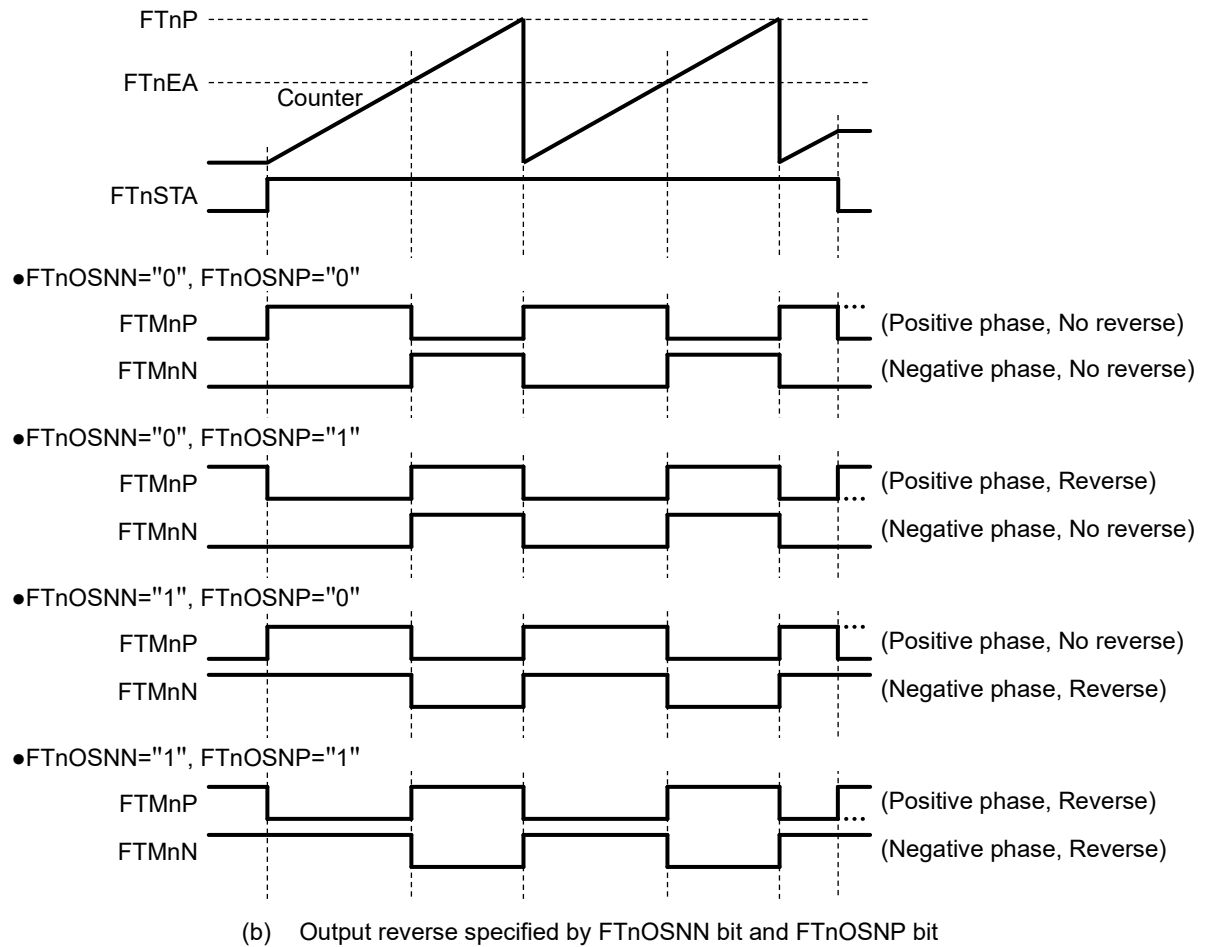 FTnP
FTnEA
Counter
FTnSTA
●FTnOSNN="0", FTnOSNP="0"
FTMnP (Positive phase, No reverse)
FTMnN (Negative phase, No reverse)
●FTnOSNN="0", FTnOSNP="1"
FTMnP (Positive phase, Reverse)
FTMnN (Negative phase, No reverse)
●FTnOSNN="1", FTnOSNP="0"
FTMnP (Positive phase, No reverse)
FTMnN (Negative phase, Reverse)
●FTnOSNN="1", FTnOSNP="1"
FTMnP (Positive phase, Reverse)
FTMnN (Negative phase, Reverse)
(b) Output reverse specified by FTnOSNN bit and FTnOSNP bit